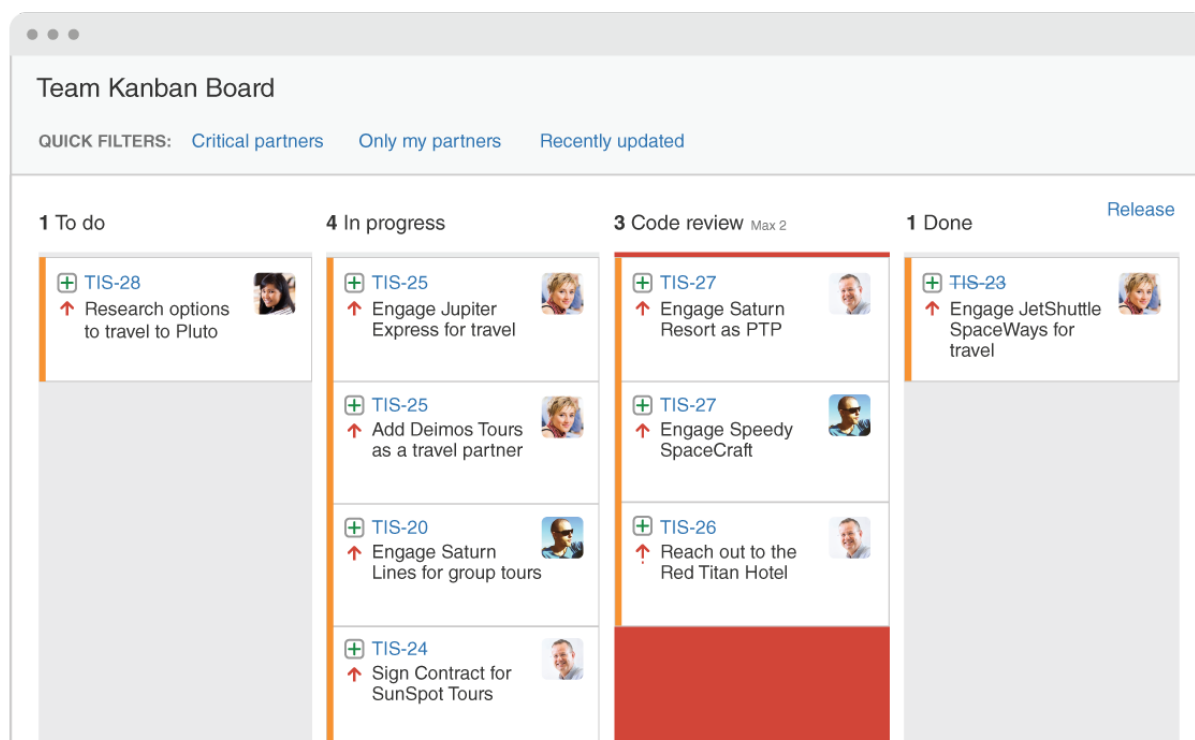 Team Kanban Board
QUICK FILTERS: Critical partners Only my partners Recently updated
Release
1 To do
TIS-28
Research options
to travel to Pluto
4 In progress
TIS-25
Engage Jupiter
Express for travel
TIS-25
Add Deimos Tours
as a travel partner
TIS-20
Engage Saturn
Lines for group tours
TIS-24
Sign Contract for
SunSpot Tours
3 Code review Max 2
TIS-27
Engage Saturn
Resort as PTP
TIS-27
Engage Speedy
SpaceCraft
TIS-26
Reach out to the
Red Titan Hotel
1 Done
TIS-23
Engage JetShuttle
SpaceWays for
travel